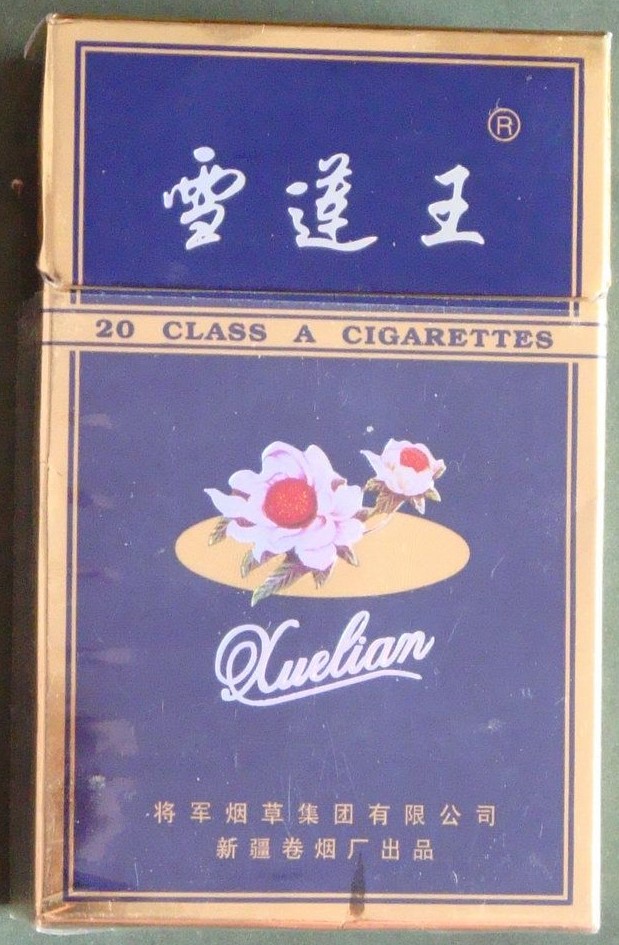 ®
雪莲王
20 CLASS A CIGARETTES
Xuelian
将军烟草集团有限公司
新疆卷烟厂出品